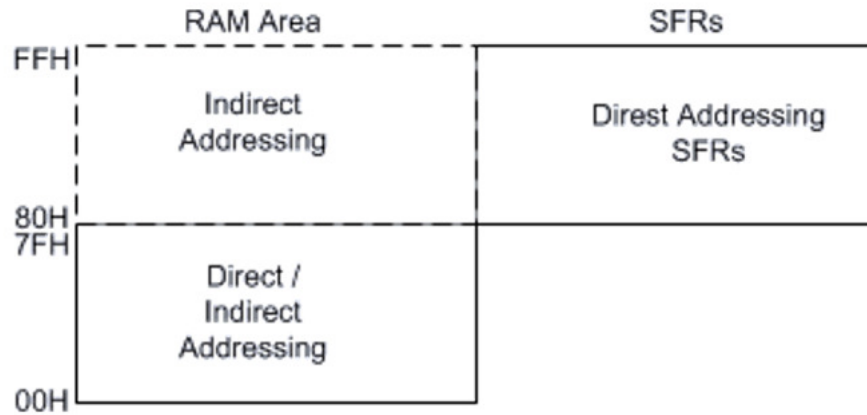 RAM Area
SFRs
FFH
Indirect
Addressing
Direst Addressing
SFRs
80H
7FH
Direct /
Indirect
Addressing
00H